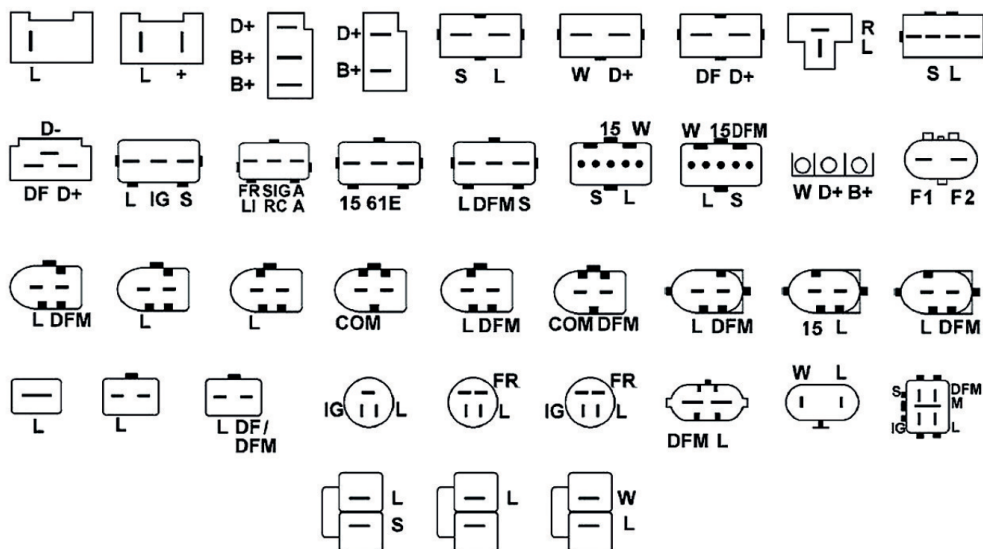 L
L +
D+
B+
B+
D+
B+
S L
W D+
DF D+
R
L
S L
D-
DF D+
L IG S
FR SIG A
LI RC A
15 61E
L DFM S
15 W
S L
W 15DFM
L S
W D+ B+
F1 F2
L DFM
L
L
COM
L DFM
COM DFM
L DFM
15 L
L DFM
L
L
L DF/
DFM
IG L
FR
L
FR
IG L
DFM L
W L
S DFM
M
IG L
L
S
L
W
L